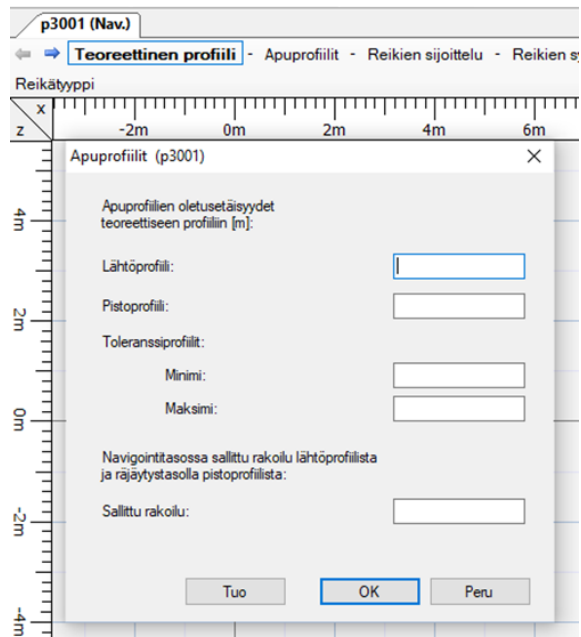 p3001 (Nav.)
Teoreettinen profiili - Apuprofiilit - Reikien sijoittelu - Reikien
Reikätyyppi
x
z
-2m 0m 2m 4m 6m
Apuprofiilit (p3001)
Apuprofiilien oletusetäisyydet
teoreettiseen profiiliin [m]:
Lähtöprofiili:
Pistoprofiili:
Toleranssiprofiilit:
Minimi:
Maksimi:
Navigointitasossa sallittu rakoilu lähtöprofiilista
ja räjäytystasolla pistoprofiilista:
Sallittu rakoilu:
Tuo OK Peru
4m
2m
0m
-2m
-4m